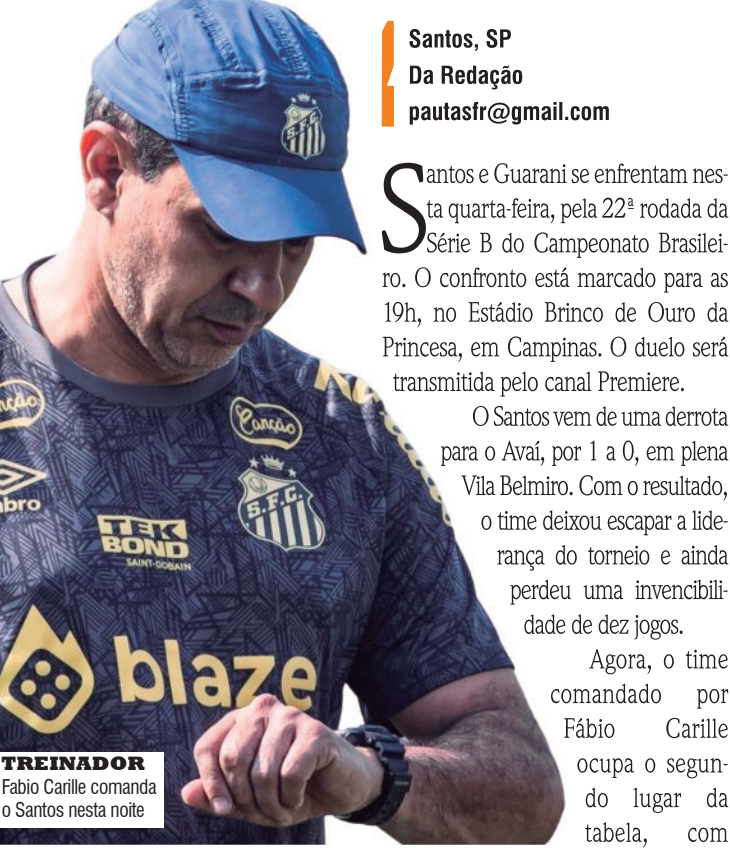 Santos, SP
Da Redação
pautasfr@gmail.com
Santos e Guarani se enfrentam nes-
ta quarta-feira, pela 22ª rodada da
Série B do Campeonato Brasilei-
ro. O confronto está marcado para as
19h, no Estádio Brinco de Ouro da
Princesa, em Campinas. O duelo será
transmitida pelo canal Premiere.
O Santos vem de uma derrota
para o Avaí, por 1 a 0, em plena
Vila Belmiro. Com o resultado,
o time deixou escapar a lide-
rança do torneio e ainda
perdeu uma invencibili-
dade de dez jogos.
Agora, o time
comandado por
Fábio Carille
ocupa o segun-
do lugar da
tabela, com
S.F.C.
Canção
S.F.C.
TEK
BOND
SAINT-GOBAIN
blaze
TREINADOR
Fabio Carille comanda
o Santos nesta noite